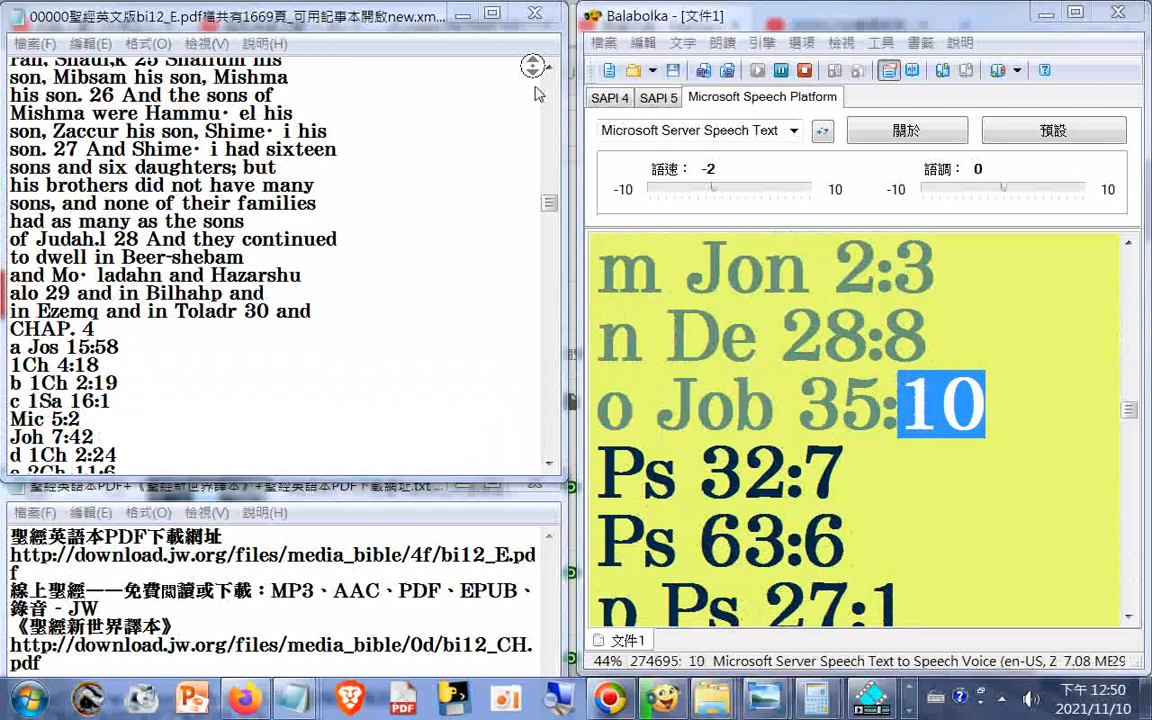 00000聖經英文版bi12_E.pdf檔共有1669頁_可用記事本開啟new.xm...
檔案(F) 編輯(E) 格式(O) 檢視(V) 說明(H)
ran, Shaul,k 25 Shallum his
son, Mibsam his son, Mishma
his son. 26 And the sons of
Mishma were Hammu· el his
son, Zaccur his son, Shime· i his
son. 27 And Shime· i had sixteen
sons and six daughters; but
his brothers did not have many
sons, and none of their families
had as many as the sons
of Judah.l 28 And they continued
to dwell in Beer-shebam
and Mo· ladahn and Hazarshu
alo 29 and in Bilhahp and
in Ezemq and in Toladr 30 and
CHAP. 4
a Jos 15:58
1Ch 4:18
b 1Ch 2:19
c 1Sa 16:1
Mic 5:2
Joh 7:42
d 1Ch 2:24
e 2Ch 11:6
聖經英語本PDF+《聖經新世界譯本》+聖經英語本PDF下載網址.txt ...
檔案(F) 編輯(E) 格式(O) 檢視(V) 說明(H)
聖經英語本PDF下載網址
http://download.jw.org/files/media_bible/4f/bi12_E.pd
f
線上聖經——免費閱讀或下載：MP3、AAC、PDF、EPUB、
錄音 - JW
《聖經新世界譯本》
http://download.jw.org/files/media_bible/0d/bi12_CH.
pdf
Balabolka - [文件1]
檔案 編輯 文字 朗讀 引擎 選項 檢視 工具 書籤 說明
SAPI 4 SAPI 5 Microsoft Speech Platform
Microsoft Server Speech Text 關於 預設
語速： -2 語調： 0
-10 10 -10 10
m Jon 2:3
n De 28:8
o Job 35:10
Ps 32:7
Ps 63:6
p Ps 27:1
文件1
44% 274695: 10 Microsoft Server Speech Text to Speech Voice (en-US, Z 7.08 ME29
下午 12:50
2021/11/10